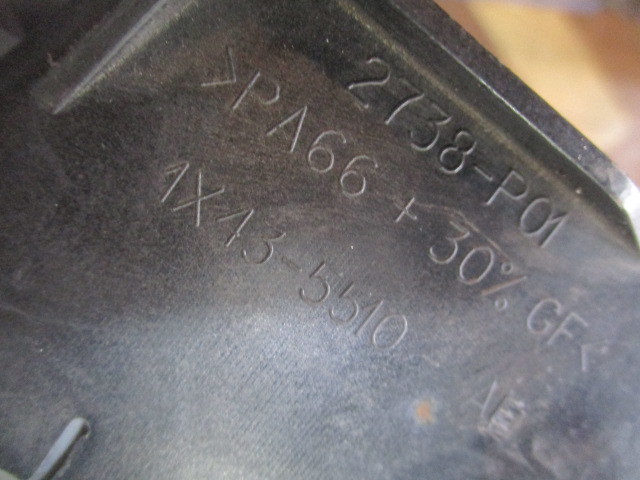 2738-P01
>PA66 + 30% GF<
1X43-5510 -